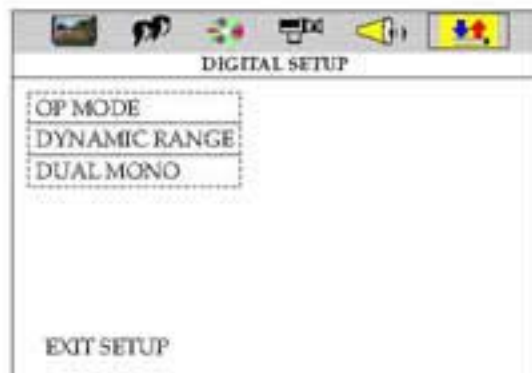 DIGITAL SETUP
OP MODE
DYNAMIC RANGE
DUAL MONO
EXIT SETUP